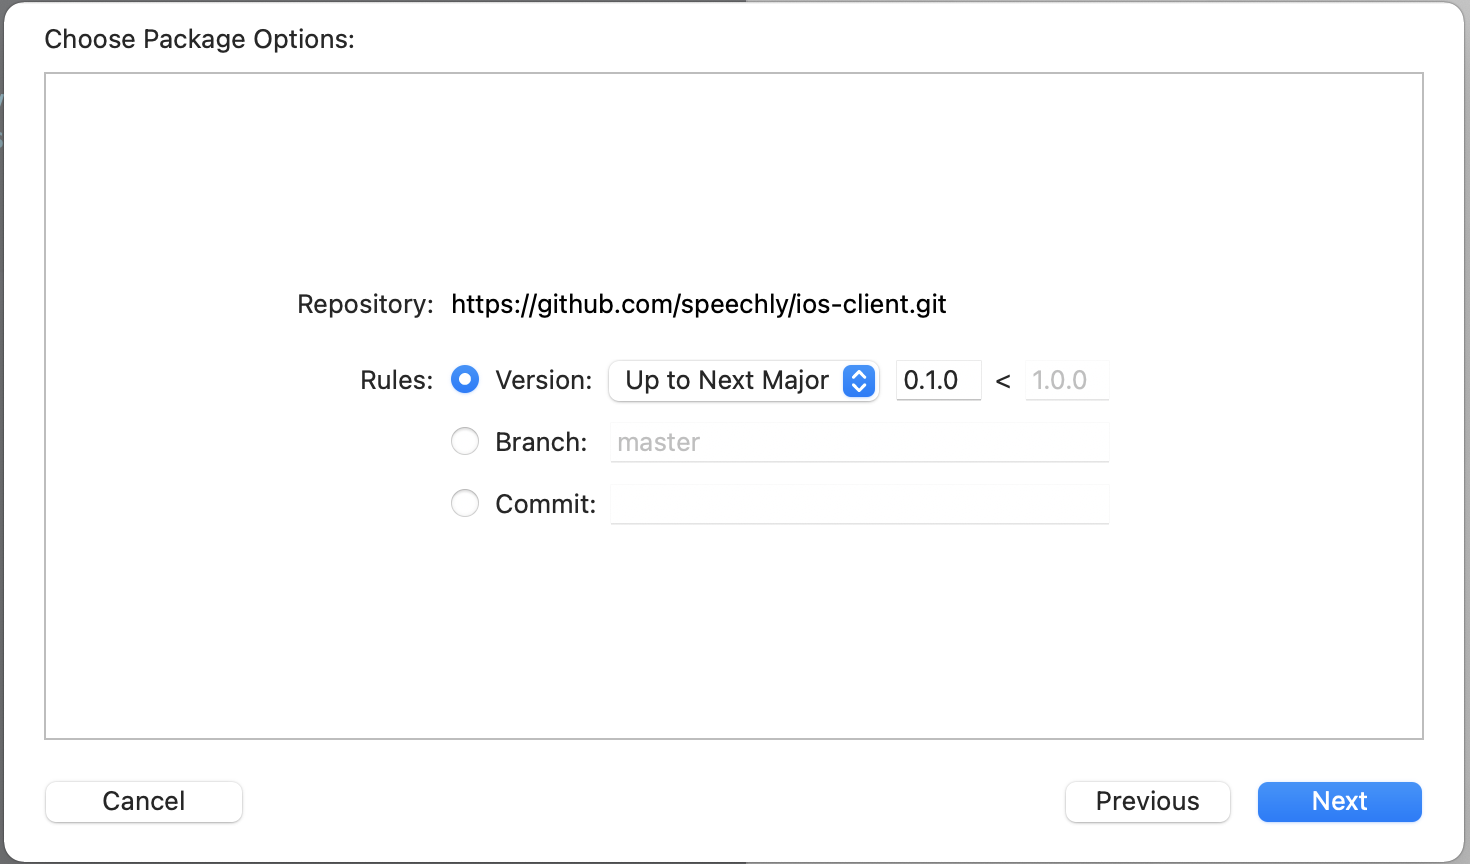 Choose Package Options:
Repository: https://github.com/speechly/ios-client.git
Rules: Version: Up to Next Major 0.1.0 < 1.0.0
Branch: master
Commit:
Cancel Previous Next